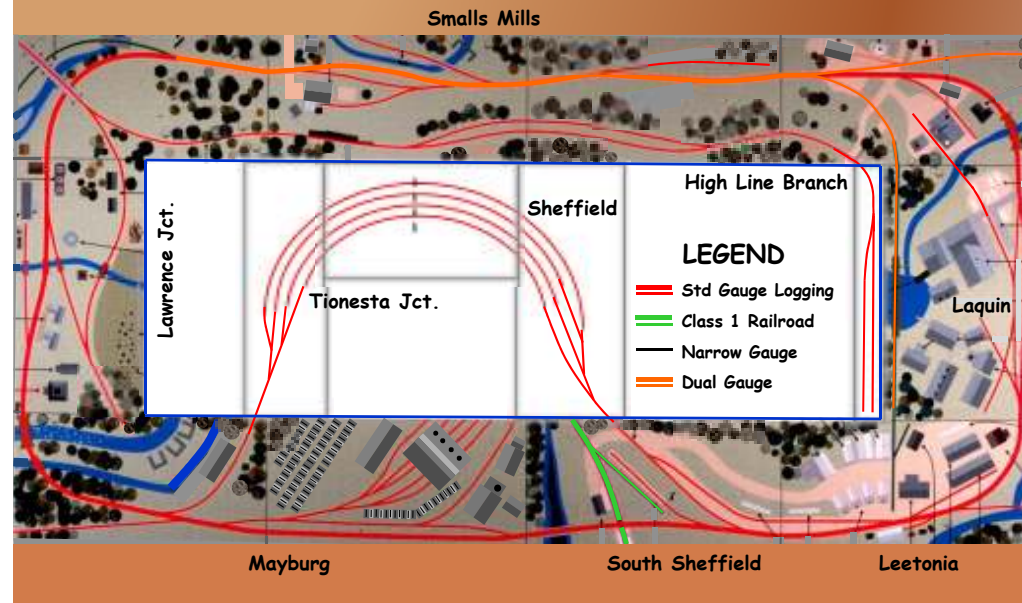 Smalls Mills
High Line Branch
Sheffield
Lawrence Jct.
LEGEND
Tionesta Jct.
Std Gauge Logging
Laquin
Class 1 Railroad
Narrow Gauge
Dual Gauge
Mayburg
South Sheffield
Leetonia